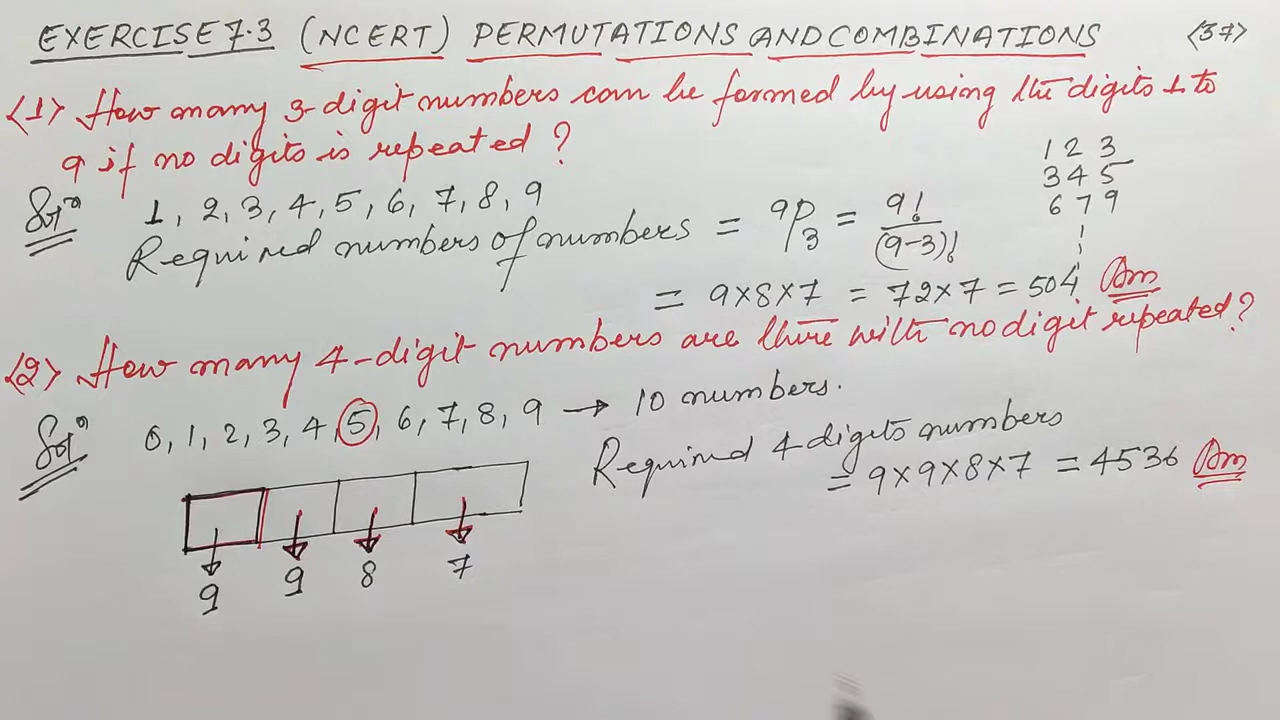 EXERCISE 7.3 (NCERT) PERMUTATIONS AND COMBINATIONS <37>
<1> How many 3-digit numbers can be formed by using the digits 1 to
9 if no digits is repeated?
1 2 3
3 4 5
6 7 9
Solⁿ 1, 2, 3, 4, 5, 6, 7, 8, 9
Required numbers of numbers = ⁹P₃ = 9!/(9-3)!
= 9×8×7 = 72×7 = 504 Ans
<2> How many 4-digit numbers are there with no digit repeated?
Solⁿ 0, 1, 2, 3, 4, 5, 6, 7, 8, 9 → 10 numbers.
Required 4-digits numbers
= 9×9×8×7 = 4536 Ans
9 9 8 7